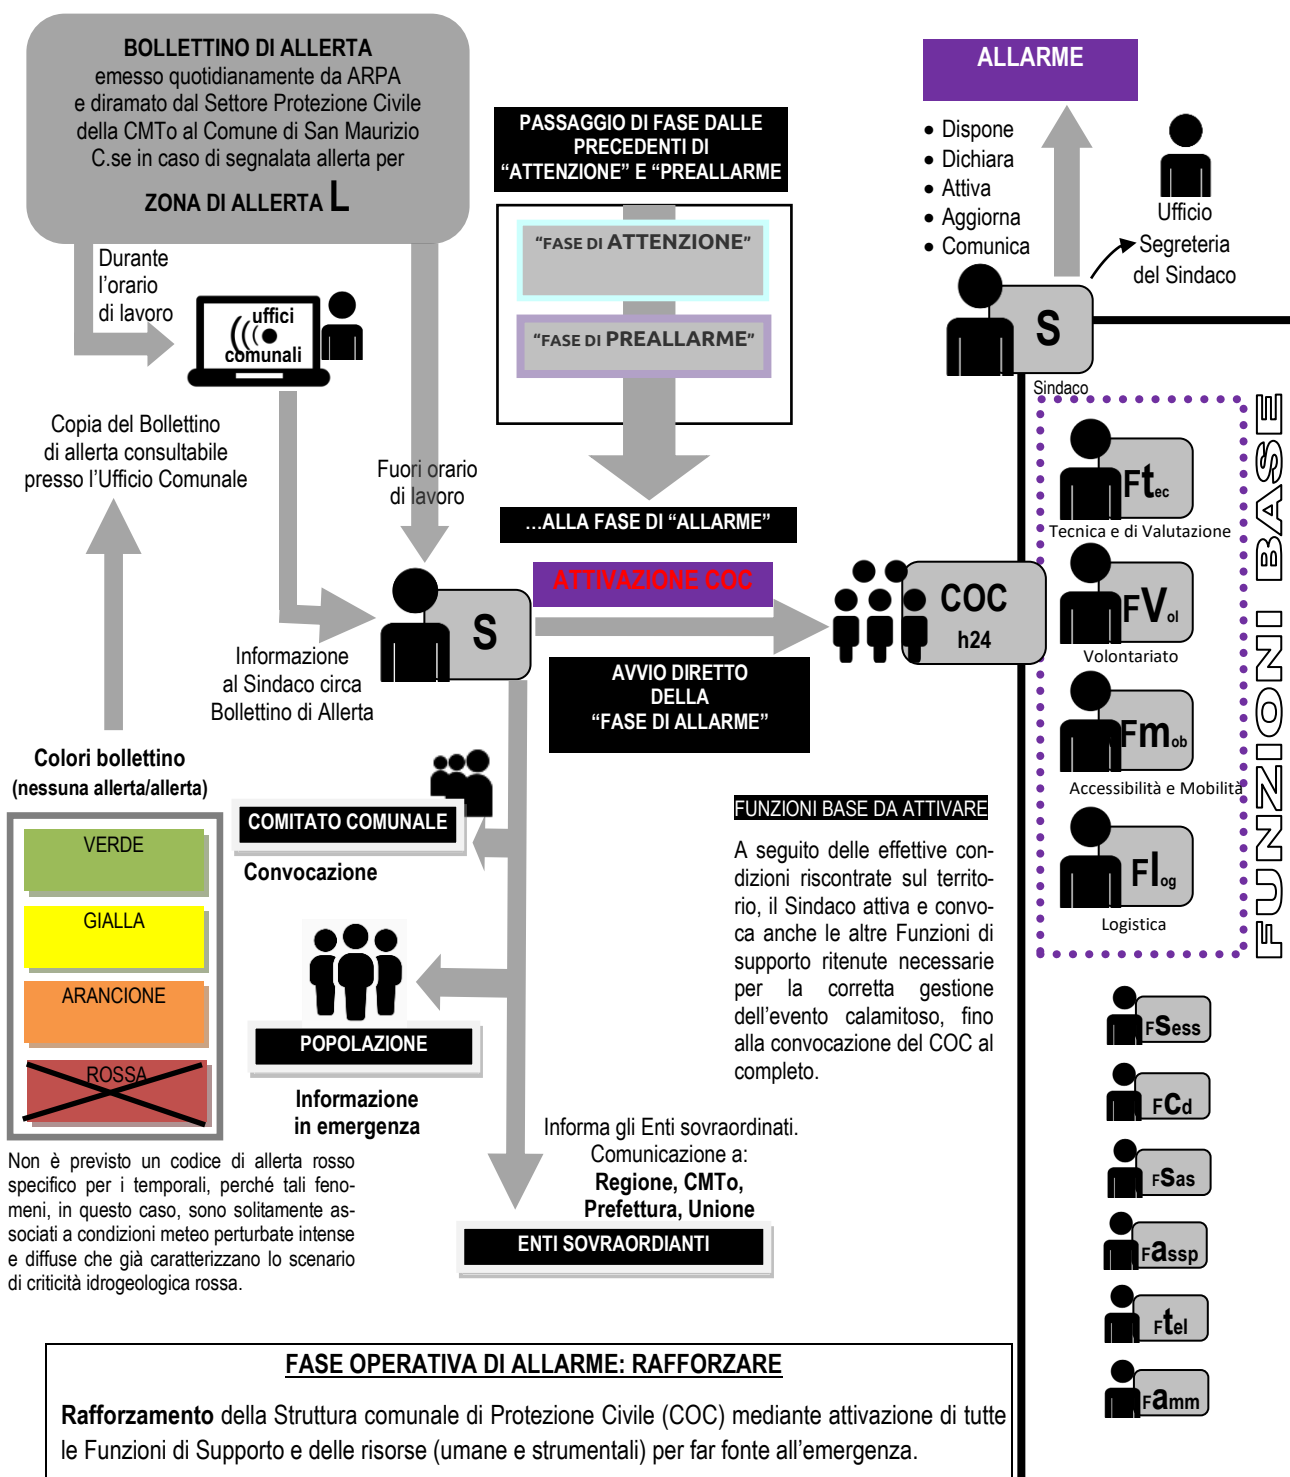 BOLLETTINO DI ALLERTA
emesso quotidianamente da ARPA
e diramato dal Settore Protezione Civile
della CMTo al Comune di San Maurizio
C.se in caso di segnalata allerta per
ZONA DI ALLERTA L
Durante
l'orario
di lavoro
uffici
comunali
Copia del Bollettino
di allerta consultabile
presso l'Ufficio Comunale
Fuori orario
di lavoro
PASSAGGIO DI FASE DALLE
PRECEDENTI DI
"ATTENZIONE" E "PREALLARME
"FASE DI ATTENZIONE"
"FASE DI PREALLARME"
...ALLA FASE DI "ALLARME"
ATTIVAZIONE COC
S
AVVIO DIRETTO
DELLA
"FASE DI ALLARME"
COC
h24
ALLARME
• Dispone
• Dichiara
• Attiva
• Aggiorna
• Comunica
Ufficio
Segreteria
del Sindaco
S
Sindaco
FUNZIONI BASE
Ftec
Tecnica e di Valutazione
FVol
Volontariato
Fmob
Accessibilità e Mobilità
Flog
Logistica
FSess
FCd
FSas
Fassp
Ftel
Famm
Informazione
al Sindaco circa
Bollettino di Allerta
Colori bollettino
(nessuna allerta/allerta)
VERDE
GIALLA
ARANCIONE
ROSSA
Non è previsto un codice di allerta rosso
specifico per i temporali, perché tali feno-
meni, in questo caso, sono solitamente as-
sociati a condizioni meteo perturbate intense
e diffuse che già caratterizzano lo scenario
di criticità idrogeologica rossa.
COMITATO COMUNALE
Convocazione
POPOLAZIONE
Informazione
in emergenza
Informa gli Enti sovraordinati.
Comunicazione a:
Regione, CMTo,
Prefettura, Unione
ENTI SOVRAORDIANTI
FUNZIONI BASE DA ATTIVARE
A seguito delle effettive con-
dizioni riscontrate sul territo-
rio, il Sindaco attiva e convo-
ca anche le altre Funzioni di
supporto ritenute necessarie
per la corretta gestione
dell'evento calamitoso, fino
alla convocazione del COC al
completo.
FASE OPERATIVA DI ALLARME: RAFFORZARE
Rafforzamento della Struttura comunale di Protezione Civile (COC) mediante attivazione di tutte
le Funzioni di Supporto e delle risorse (umane e strumentali) per far fonte all'emergenza.